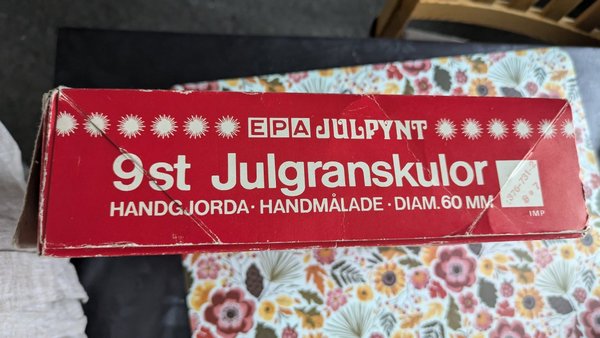 EPA JULPYNT
9st Julgranskulor
HANDGJORDA · HANDMÅLADE · DIAM. 60 MM
IMP